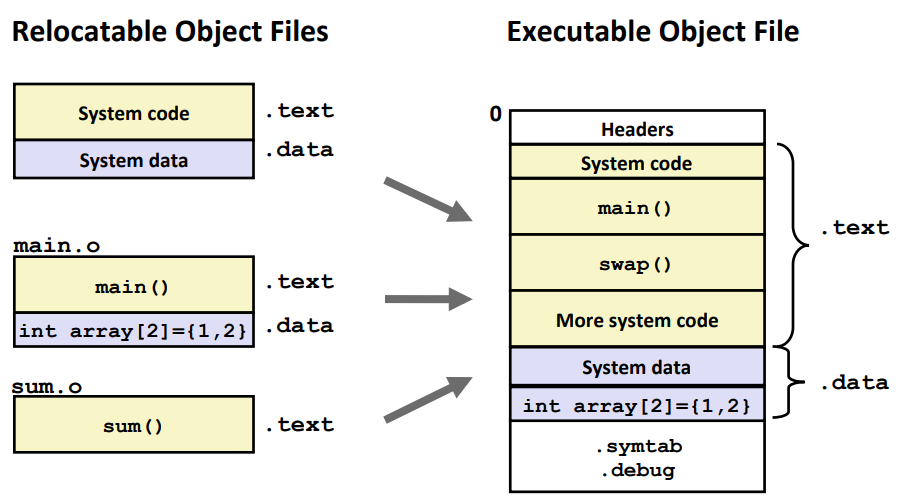 Relocatable Object Files
System code
.text
System data
.data
main.o
main()
.text
int array[2]={1,2}
.data
sum.o
sum()
.text
Executable Object File
0
Headers
System code
main()
swap()
More system code
.text
System data
int array[2]={1,2}
.data
.symtab
.debug